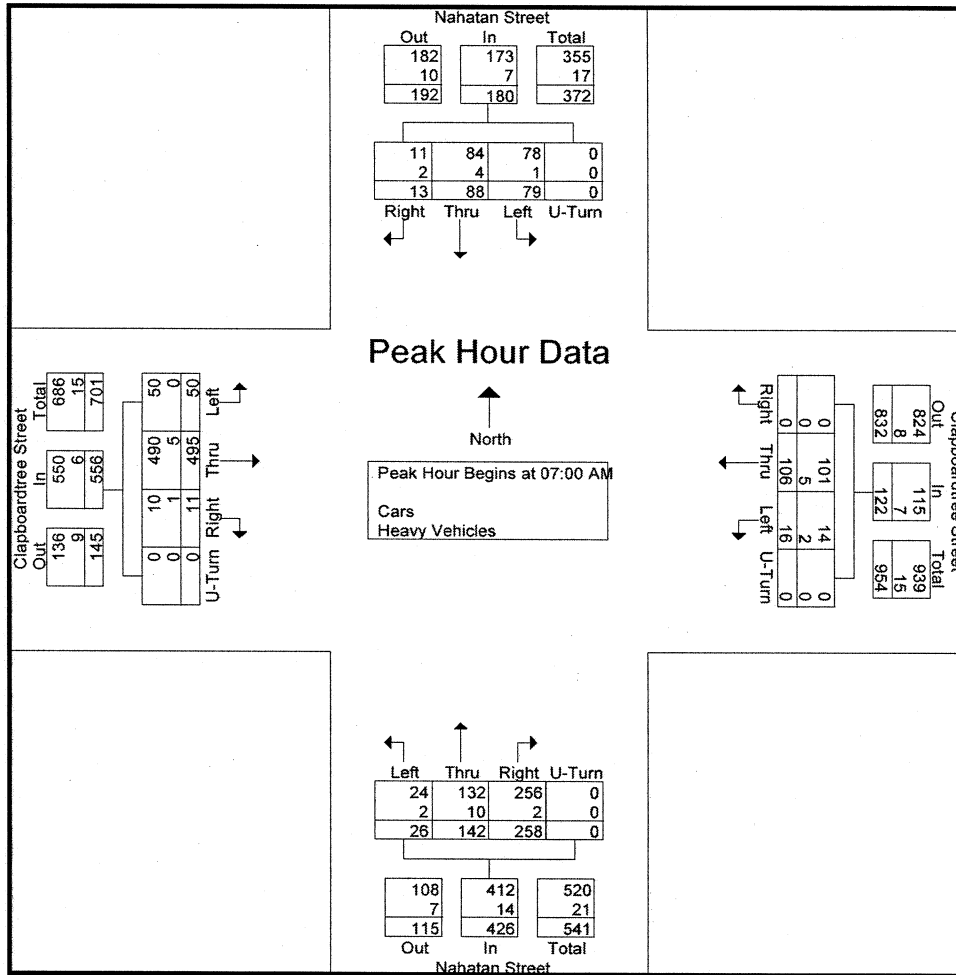 Nahatan Street
Out In Total
182 173 355
10 7 17
192 180 372
11 84 78 0
2 4 1 0
13 88 79 0
Right Thru Left U-Turn
Peak Hour Data
North
Peak Hour Begins at 07:00 AM
Cars
Heavy Vehicles
Clapboardtree Street
Total In Out
686 550 136
15 6 9
701 556 145
50 490 10 0
0 5 1 0
50 495 11 0
Left Thru Right U-Turn
Clapboardtree Street
Out In Total
824 115 939
8 7 15
832 122 954
0 101 14 0
0 5 2 0
0 106 16 0
Right Thru Left U-Turn
Left Thru Right U-Turn
24 132 256 0
2 10 2 0
26 142 258 0
108 412 520
7 14 21
115 426 541
Out In Total
Nahatan Street